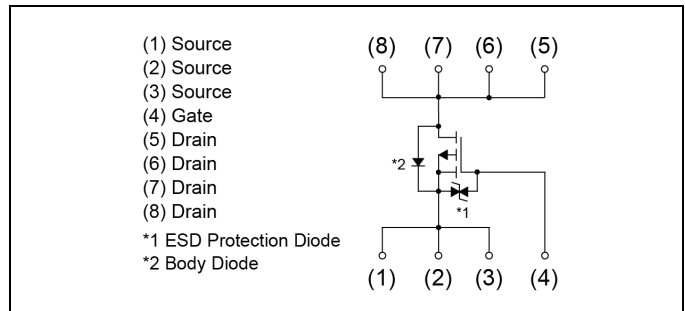 (1) Source
(2) Source
(3) Source
(4) Gate
(5) Drain
(6) Drain
(7) Drain
(8) Drain
*1 ESD Protection Diode
*2 Body Diode
(8) (7) (6) (5)
*2
*1
(1) (2) (3) (4)